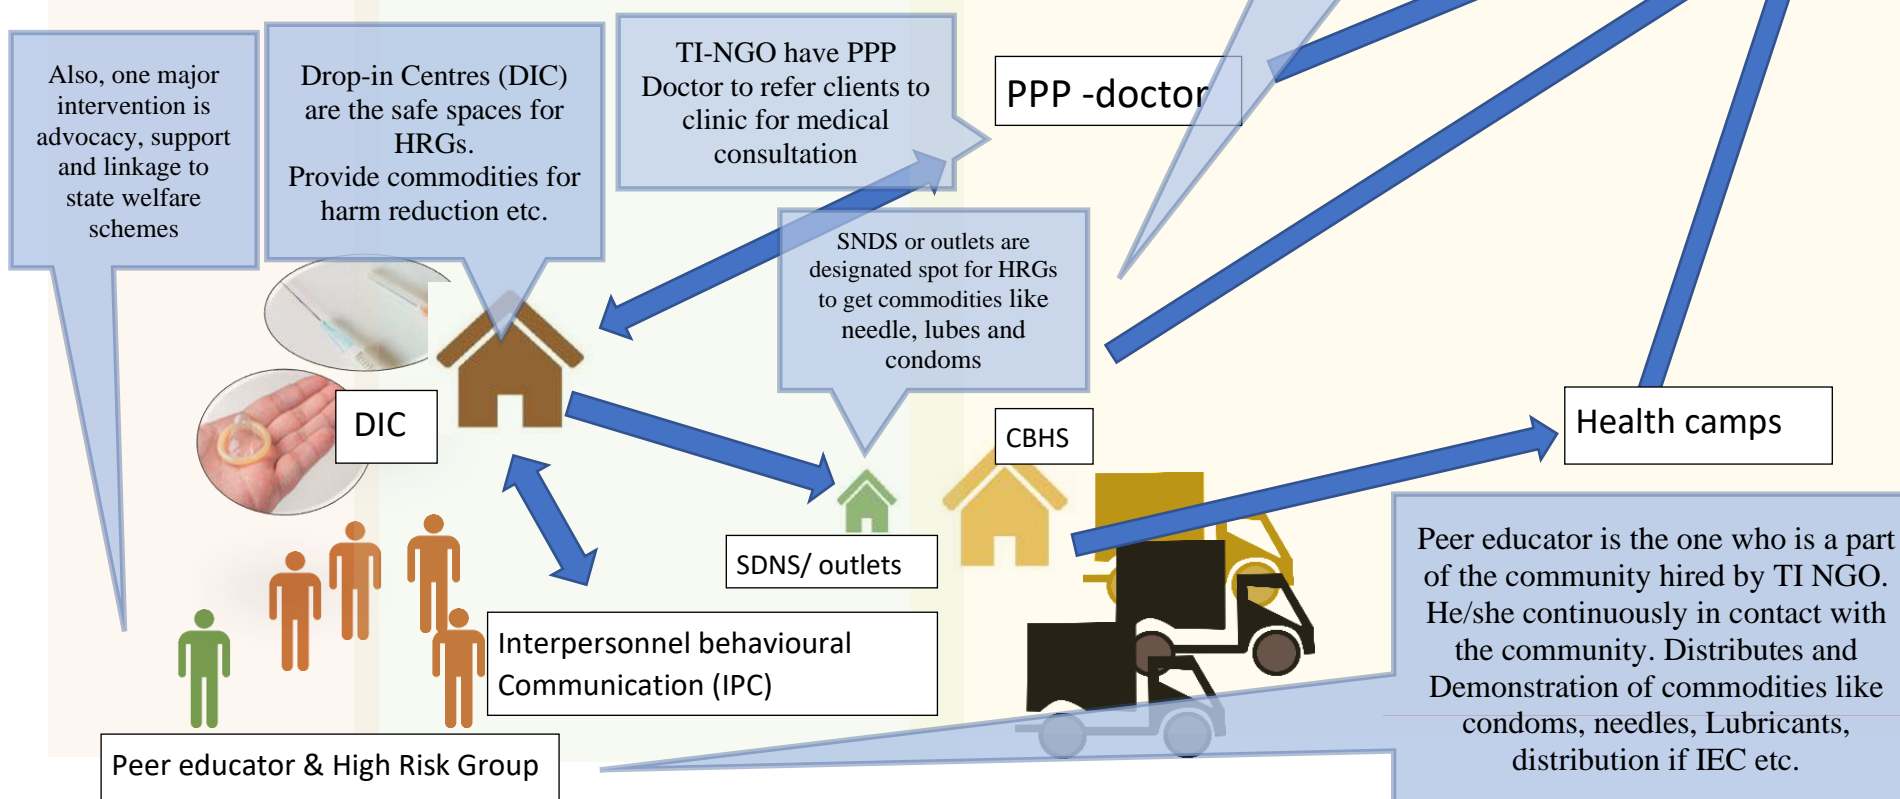 Also, one major
intervention is
advocacy, support
and linkage to
state welfare
schemes
Drop-in Centres (DIC)
are the safe spaces for
HRGs.
Provide commodities for
harm reduction etc.
TI-NGO have PPP
Doctor to refer clients to
clinic for medical
consultation
PPP -doctor
SNDS or outlets are
designated spot for HRGs
to get commodities like
needle, lubes and
condoms
DIC
CBHS
Health camps
SDNS/ outlets
Interpersonnel behavioural
Communication (IPC)
Peer educator & High Risk Group
Peer educator is the one who is a part
of the community hired by TI NGO.
He/she continuously in contact with
the community. Distributes and
Demonstration of commodities like
condoms, needles, Lubricants,
distribution if IEC etc.